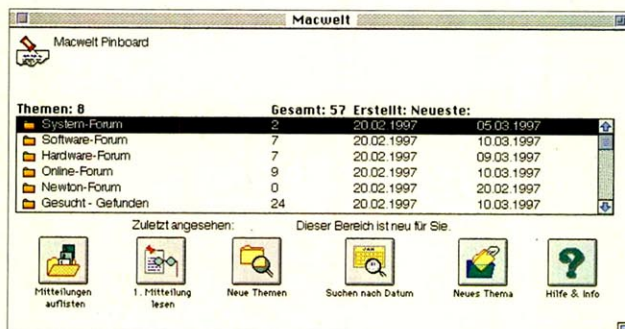 Macwelt
Macwelt Pinboard
Themen: 8 Gesamt: 57 Erstellt: Neueste:
System-Forum 2 20.02.1997 05.03.1997
Software-Forum 7 20.02.1997 10.03.1997
Hardware-Forum 7 20.02.1997 09.03.1997
Online-Forum 9 20.02.1997 10.03.1997
Newton-Forum 0 20.02.1997 20.02.1997
Gesucht - Gefunden 24 20.02.1997 10.03.1997
Zuletzt angesehen: Dieser Bereich ist neu für Sie.
Mitteilungen auflisten
1. Mitteilung lesen
Neue Themen
Suchen nach Datum
Neues Thema
Hilfe & Info